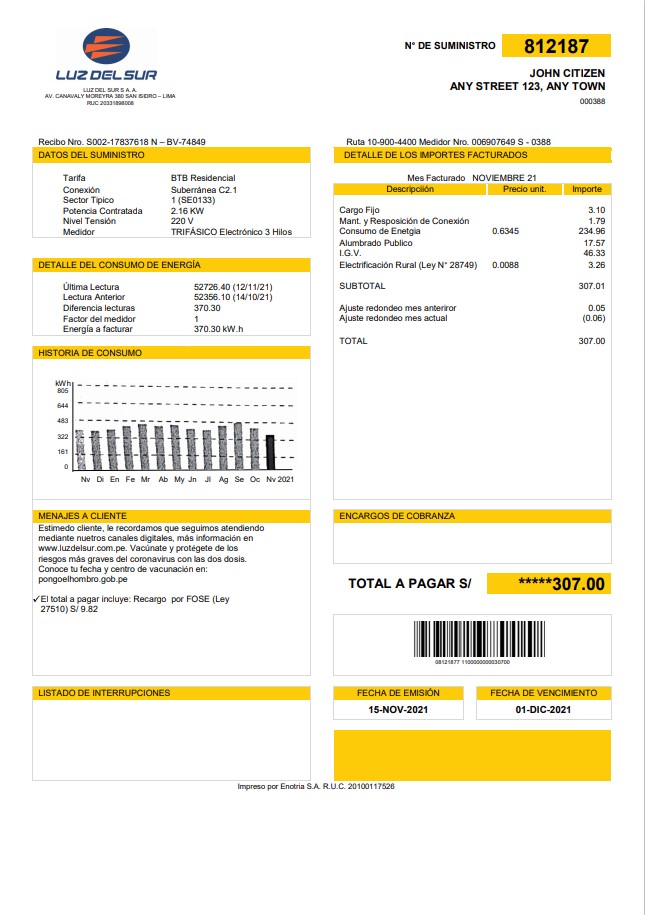 LUZ DEL SUR
LUZ DEL SUR S A A.
AV. CANAVALY MOREYRA 380 SAN ISIDRO – LIMA
RUC 20331898008
N° DE SUMINISTRO 812187
JOHN CITIZEN
ANY STREET 123, ANY TOWN
000388
Recibo Nro. S002-17837618 N – BV-74849
DATOS DEL SUMINISTRO
Tarifa BTB Residencial
Conexión Suberránea C2.1
Sector Típico 1 (SE0133)
Potencia Contratada 2.16 KW
Nivel Tensión 220 V
Medidor TRIFÁSICO Electrónico 3 Hilos
DETALLE DEL CONSUMO DE ENERGÍA
Última Lectura 52726.40 (12/11/21)
Lectura Anterior 52356.10 (14/10/21)
Diferencia lecturas 370.30
Factor del medidor 1
Energía a facturar 370.30 kW.h
HISTORIA DE CONSUMO
kWh
805
644
483
322
161
0
Nv Di En Fe Mr Ab My Jn Jl Ag Se Oc Nv 2021
MENAJES A CLIENTE
Estimedo cliente, le recordamos que seguimos atendiendo
mediante nuetros canales digitales, más información en
www.luzdelsur.com.pe. Vacúnate y protégete de los
riesgos más graves del coronavirus con las dos dosis.
Conoce tu fecha y centro de vacunación en:
pongoelhombro.gob.pe
✓El total a pagar incluye: Recargo por FOSE (Ley
27510) S/ 9.82
LISTADO DE INTERRUPCIONES
Ruta 10-900-4400 Medidor Nro. 006907649 S - 0388
DETALLE DE LOS IMPORTES FACTURADOS
Mes Facturado NOVIEMBRE 21
Descripciión Precio unit. Importe
Cargo Fijo 3.10
Mant. y Resposición de Conexión 1.79
Consumo de Enetgia 0.6345 234.96
Alumbrado Publico 17.57
I.G.V. 46.33
Electrificación Rural (Ley N° 28749) 0.0088 3.26
SUBTOTAL 307.01
Ajuste redondeo mes anteriror 0.05
Ajuste redondeo mes actual (0.06)
TOTAL 307.00
ENCARGOS DE COBRANZA
TOTAL A PAGAR S/ *****307.00
08121877 1100000000030700
FECHA DE EMISIÓN
15-NOV-2021
FECHA DE VENCIMIENTO
01-DIC-2021
Impreso por Enotria S.A. R.U.C. 20100117526